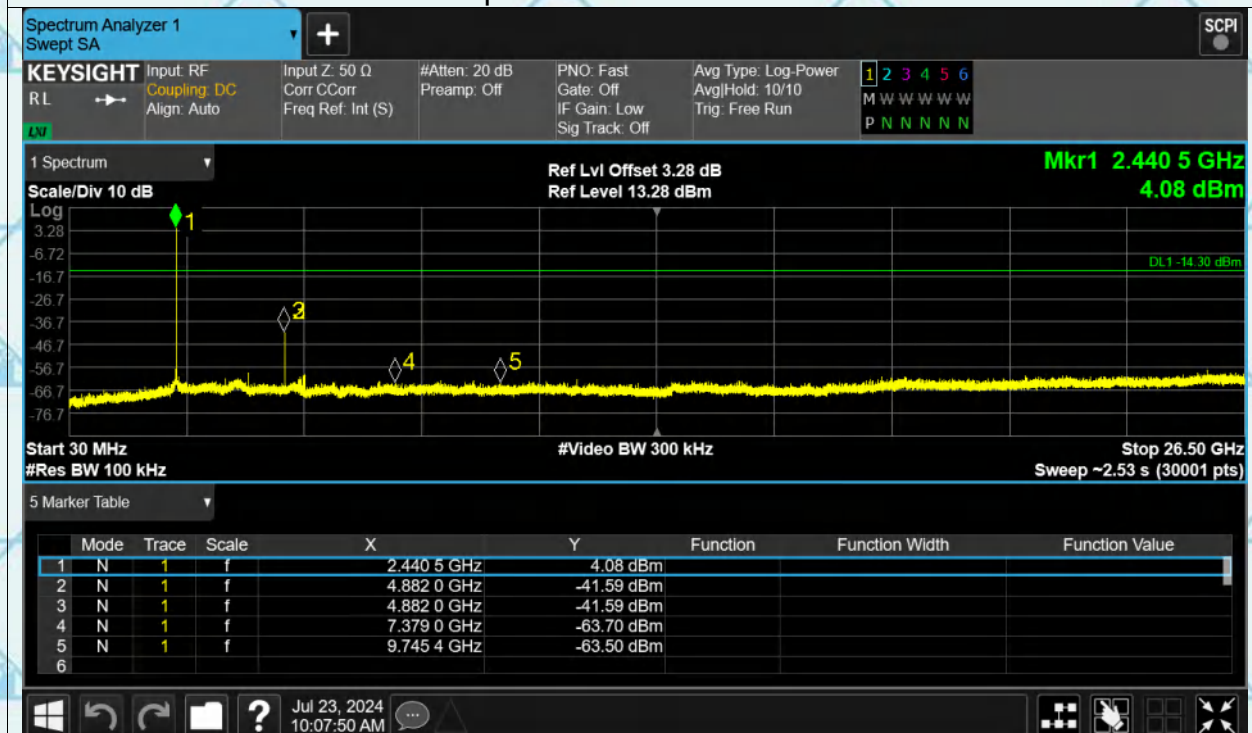 Spectrum Analyzer 1
Swept SA
+
SCPI
KEYSIGHT
RL
LXI
Input: RF
Coupling: DC
Align: Auto
Input Z: 50 Ω
Corr CCorr
Freq Ref: Int (S)
#Atten: 20 dB
Preamp: Off
PNO: Fast
Gate: Off
IF Gain: Low
Sig Track: Off
Avg Type: Log-Power
Avg|Hold: 10/10
Trig: Free Run
1 2 3 4 5 6
M W W W W W
P N N N N N
1 Spectrum
Scale/Div 10 dB
Ref Lvl Offset 3.28 dB
Ref Level 13.28 dBm
Mkr1 2.440 5 GHz
4.08 dBm
Log
3.28
-6.72
-16.7
-26.7
-36.7
-46.7
-56.7
-66.7
-76.7
1
3
4
5
DL1 -14.30 dBm
Start 30 MHz
#Video BW 300 kHz
Stop 26.50 GHz
#Res BW 100 kHz
Sweep ~2.53 s (30001 pts)
5 Marker Table
Mode Trace Scale X Y Function Function Width Function Value
1 N 1 f 2.440 5 GHz 4.08 dBm
2 N 1 f 4.882 0 GHz -41.59 dBm
3 N 1 f 4.882 0 GHz -41.59 dBm
4 N 1 f 7.379 0 GHz -63.70 dBm
5 N 1 f 9.745 4 GHz -63.50 dBm
6
?
Jul 23, 2024
10:07:50 AM